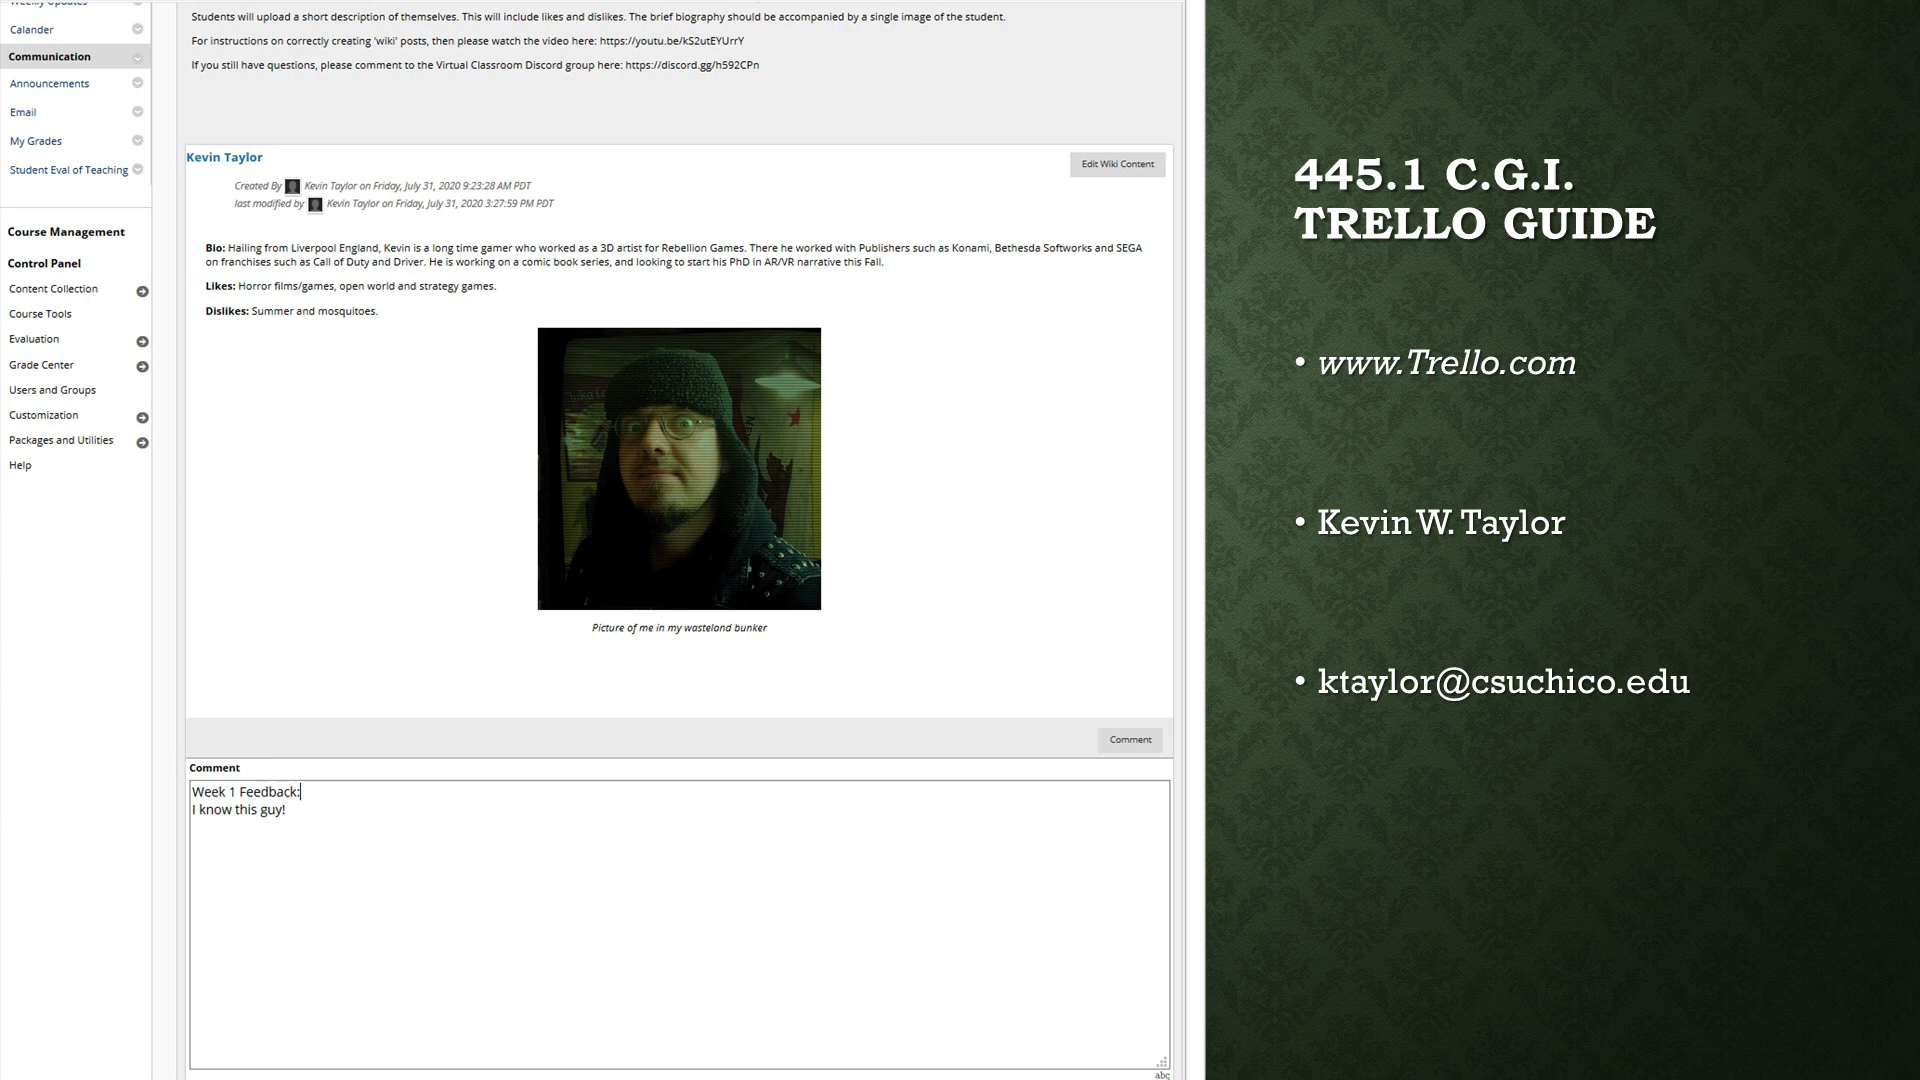 Weekly Updates
Calander
Communication
Announcements
Email
My Grades
Student Eval of Teaching
Course Management
Control Panel
Content Collection
Course Tools
Evaluation
Grade Center
Users and Groups
Customization
Packages and Utilities
Help
Students will upload a short description of themselves. This will include likes and dislikes. The brief biography should be accompanied by a single image of the student.
For instructions on correctly creating 'wiki' posts, then please watch the video here: https://youtu.be/kS2utEYUrrY
If you still have questions, please comment to the Virtual Classroom Discord group here: https://discord.gg/h592CPn
Kevin Taylor
Edit Wiki Content
Created By Kevin Taylor on Friday, July 31, 2020 9:23:28 AM PDT
last modified by Kevin Taylor on Friday, July 31, 2020 3:27:59 PM PDT
Bio: Hailing from Liverpool England, Kevin is a long time gamer who worked as a 3D artist for Rebellion Games. There he worked with Publishers such as Konami, Bethesda Softworks and SEGA
on franchises such as Call of Duty and Driver. He is working on a comic book series, and looking to start his PhD in AR/VR narrative this Fall.
Likes: Horror films/games, open world and strategy games.
Dislikes: Summer and mosquitoes.
Picture of me in my wasteland bunker
Comment
Comment
Week 1 Feedback:
I know this guy!
abc
445.1 C.G.I.
TRELLO GUIDE
• www.Trello.com
• Kevin W. Taylor
• ktaylor@csuchico.edu